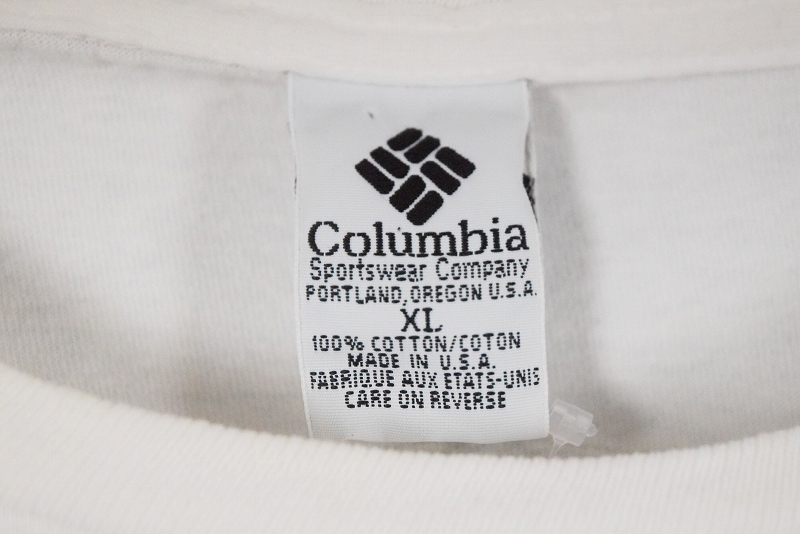 Columbia
Sportswear Company
PORTLAND, OREGON U.S.A.
XL
100% COTTON/COTON
MADE IN U.S.A.
FABRIQUE AUX ETATS-UNIS
CARE ON REVERSE